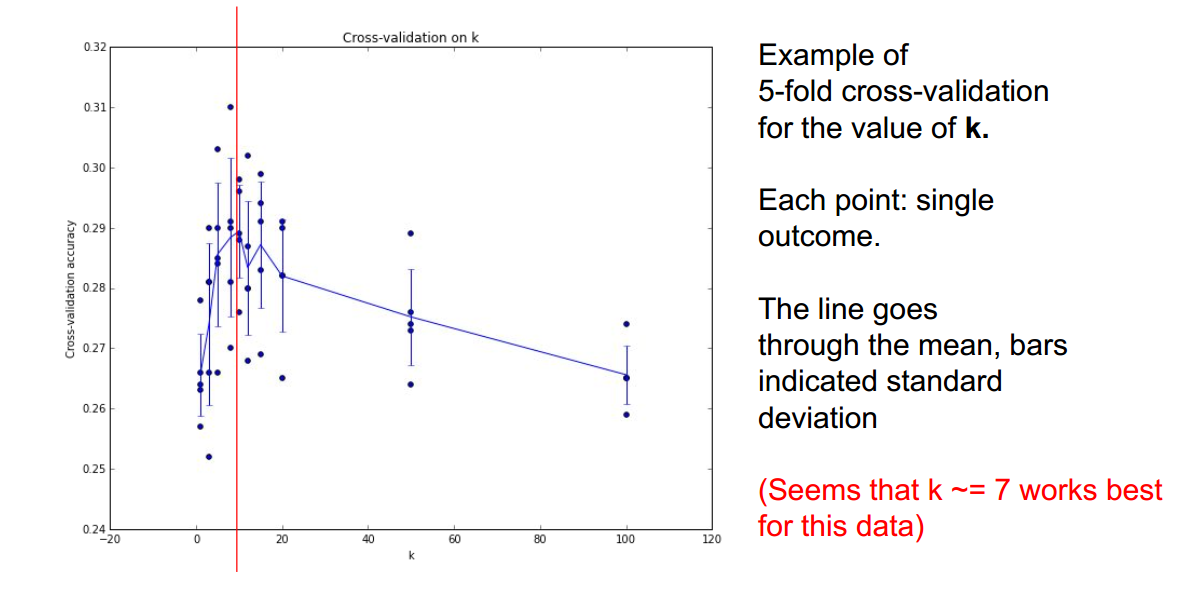 Cross-validation on k
0.32
0.31
0.30
0.29
0.28
0.27
0.26
0.25
0.24
Cross-validation accuracy
−20
0
20
40
60
80
100
120
k
Example of
5-fold cross-validation
for the value of k.
Each point: single
outcome.
The line goes
through the mean, bars
indicated standard
deviation
(Seems that k ~= 7 works best
for this data)